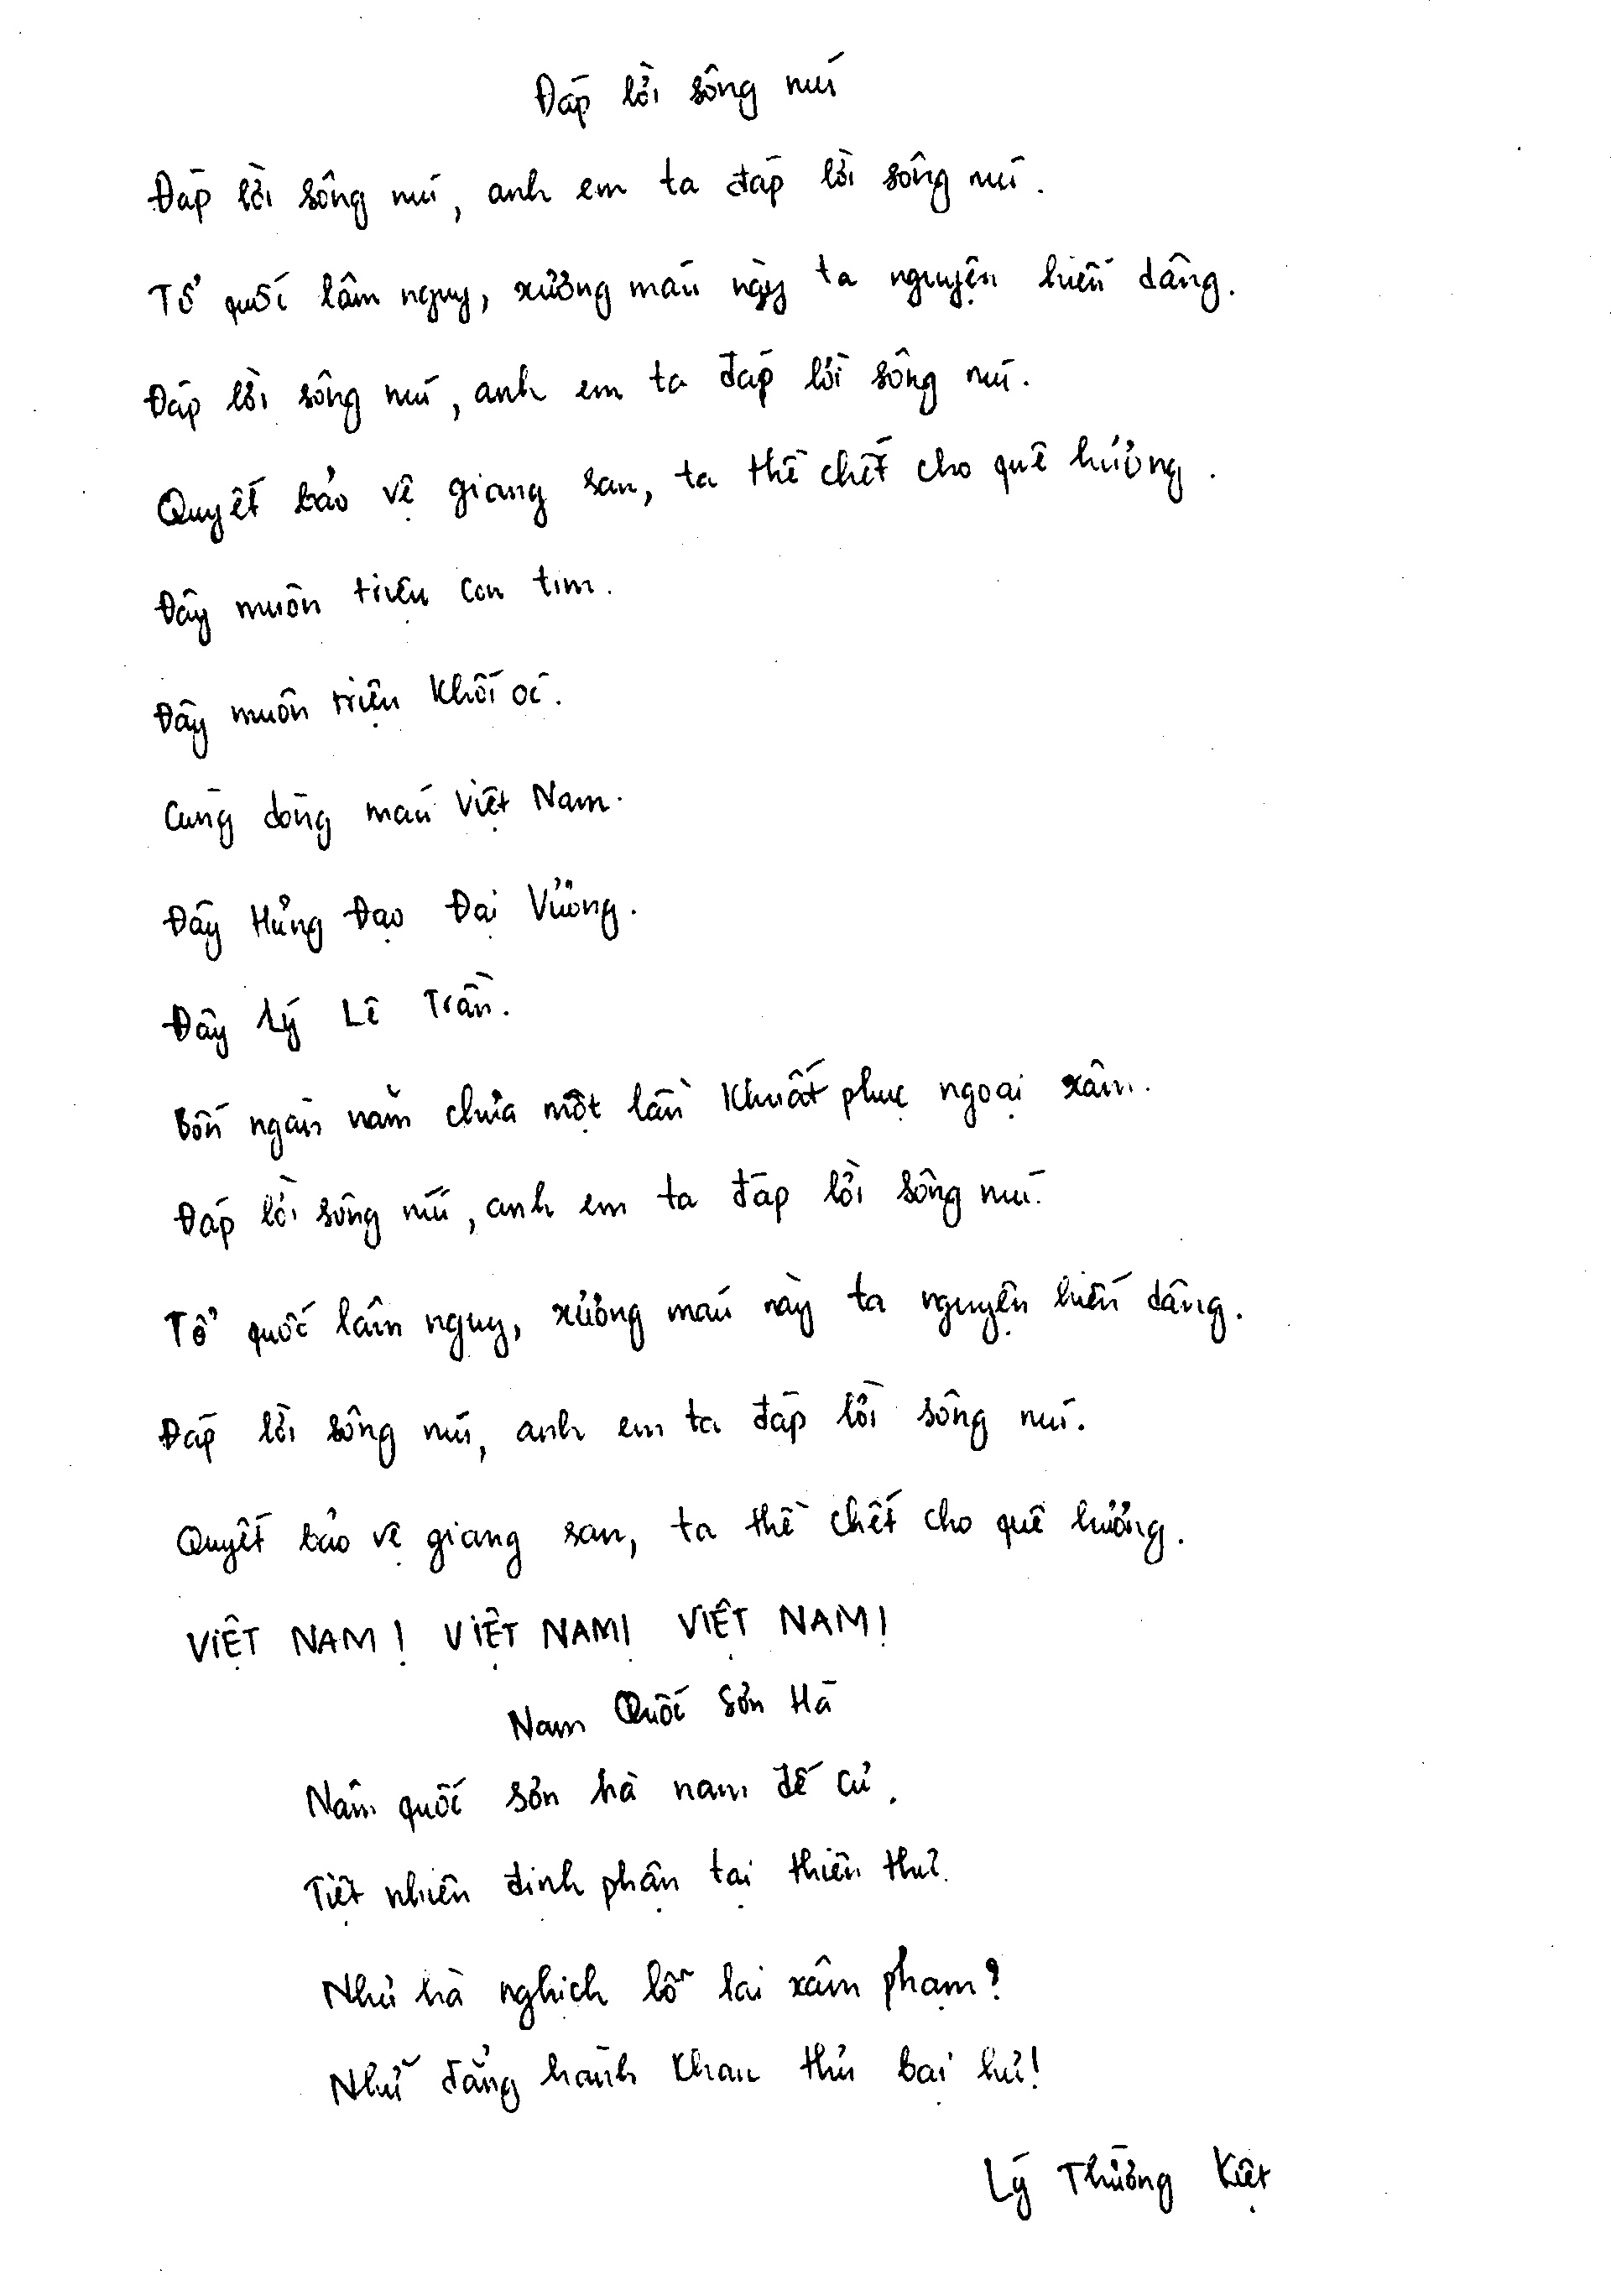 Đáp lời sông núi
Đáp lời sông núi, anh em ta đáp lời sông núi.
Tổ quốc lâm nguy, xương máu này ta nguyện hiến dâng.
Đáp lời sông núi, anh em ta đáp lời sông núi.
Quyết bảo vệ giang san, ta thề chết cho quê hương.
Đây muôn triệu con tim.
Đây muôn triệu khối óc.
Cùng dòng máu Việt Nam.
Đây Hưng Đạo Đại Vương.
Đây Lý Lê Trần.
Bốn ngàn năm chưa một lần khuất phục ngoại xâm.
Đáp lời sông núi, anh em ta đáp lời sông núi.
Tổ quốc lâm nguy, xương máu này ta nguyện hiến dâng.
Đáp lời sông núi, anh em ta đáp lời sông núi.
Quyết bảo vệ giang san, ta thề chết cho quê hương.
VIỆT NAM! VIỆT NAM! VIỆT NAM!
Nam Quốc Sơn Hà
Nam quốc sơn hà nam đế cư.
Tiệt nhiên định phận tại thiên thư.
Như hà nghịch lỗ lai xâm phạm?
Nhữ đẳng hành khan thủ bại hư!
Lý Thường Kiệt